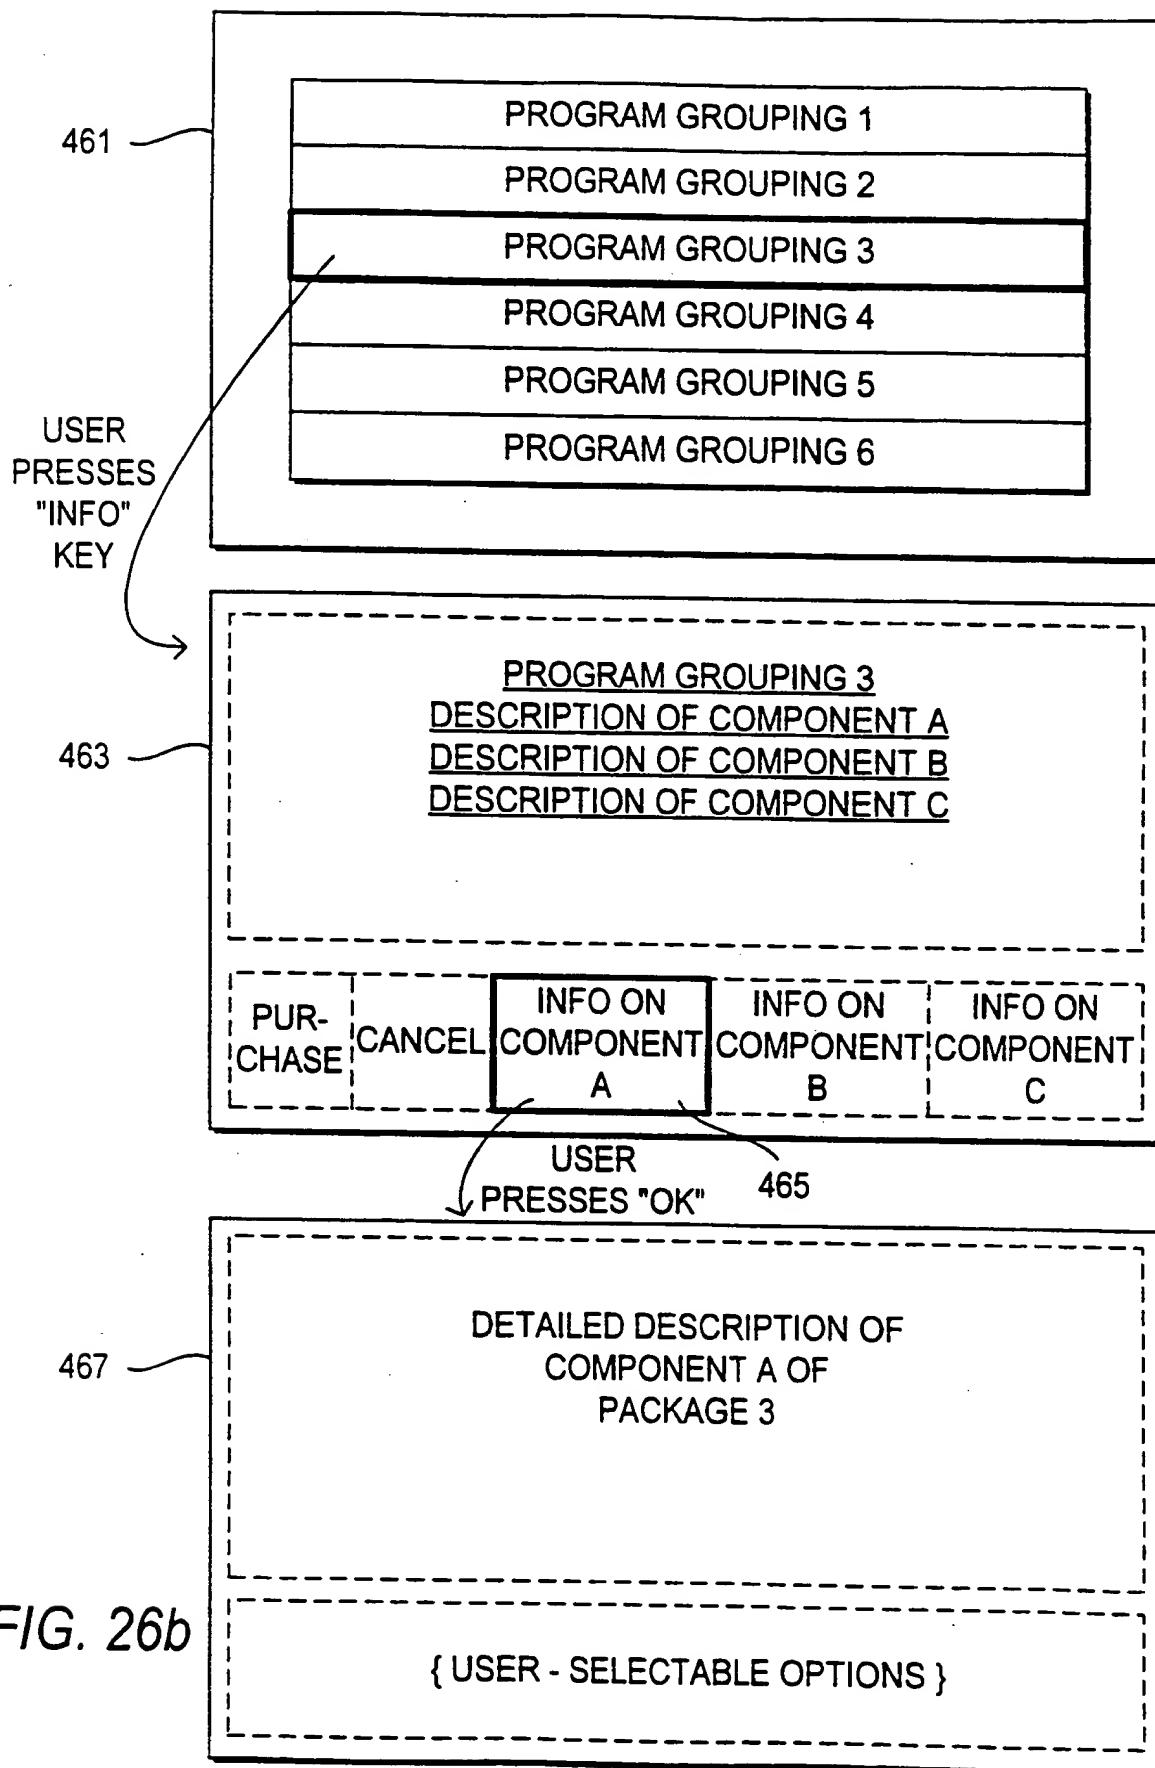 PROGRAM GROUPING 1
461
PROGRAM GROUPING 2
PROGRAM GROUPING 3
PROGRAM GROUPING 4
PROGRAM GROUPING 5
PROGRAM GROUPING 6
USER
PRESSES
"INFO"
KEY
PROGRAM GROUPING 3
DESCRIPTION OF COMPONENT A
DESCRIPTION OF COMPONENT B
DESCRIPTION OF COMPONENT C
463
PUR-
CHASE
CANCEL
INFO ON
COMPONENT
A
INFO ON
COMPONENT
B
INFO ON
COMPONENT
C
USER
PRESSES "OK"
465
DETAILED DESCRIPTION OF
COMPONENT A OF
PACKAGE 3
467
{ USER - SELECTABLE OPTIONS }
FIG. 26b